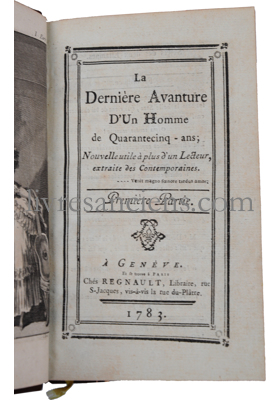 La
Dernière Avanture
D'Un Homme
de Quarantecinq-ans;
Nouvelle utile à plus d'un Lecteur,
extraite des Contemporaines.
Première Partie.
À GENÈVE.
Chés REGNAULT, Libraire, rue
S-Jacques, vis-à-vis la rue du-Plâtre.
1783.